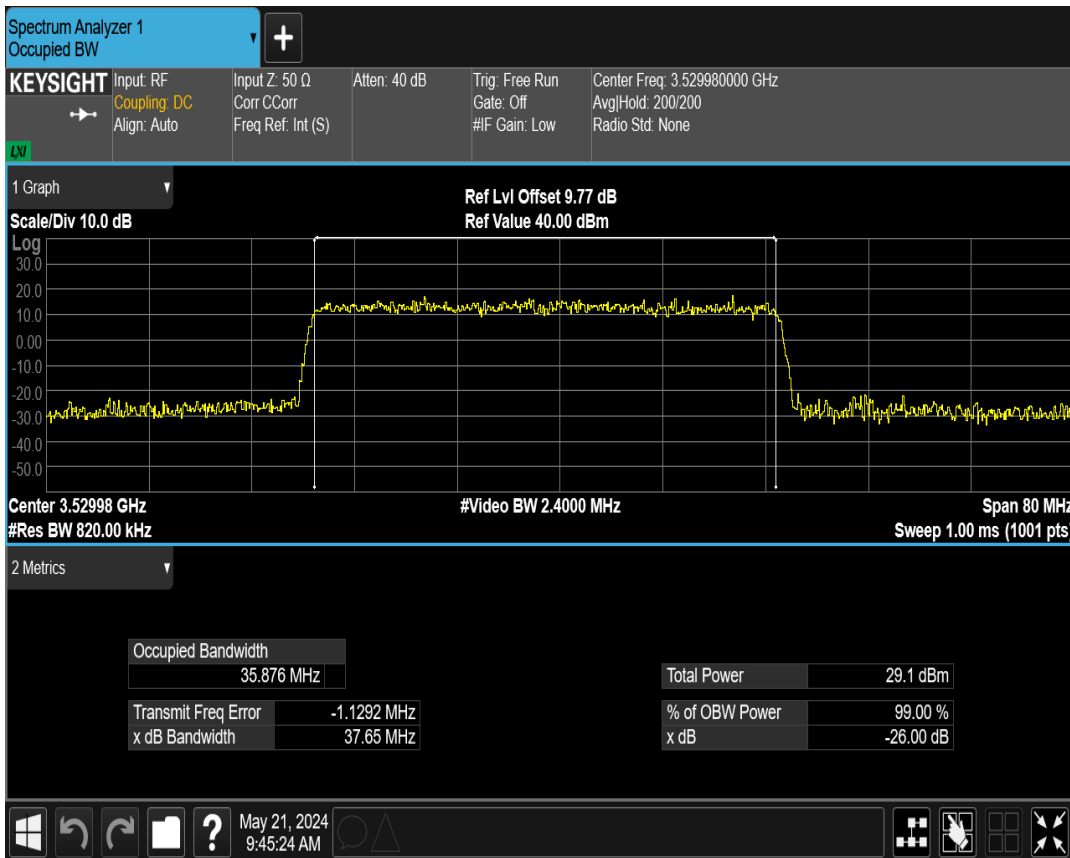 Spectrum Analyzer 1
Occupied BW
+
KEYSIGHT Input: RF Input Z: 50 Ω Atten: 40 dB Trig: Free Run Center Freq: 3.529980000 GHz
Coupling: DC Corr CCorr Gate: Off Avg|Hold: 200/200
Align: Auto Freq Ref: Int (S) #IF Gain: Low Radio Std: None
LXI
1 Graph
Ref Lvl Offset 9.77 dB
Scale/Div 10.0 dB Ref Value 40.00 dBm
Log
30.0
20.0
10.0
0.00
-10.0
-20.0
-30.0
-40.0
-50.0
Center 3.52998 GHz #Video BW 2.4000 MHz Span 80 MHz
#Res BW 820.00 kHz Sweep 1.00 ms (1001 pts)
2 Metrics
Occupied Bandwidth
35.876 MHz Total Power 29.1 dBm
Transmit Freq Error -1.1292 MHz % of OBW Power 99.00 %
x dB Bandwidth 37.65 MHz x dB -26.00 dB
?
May 21, 2024
9:45:24 AM